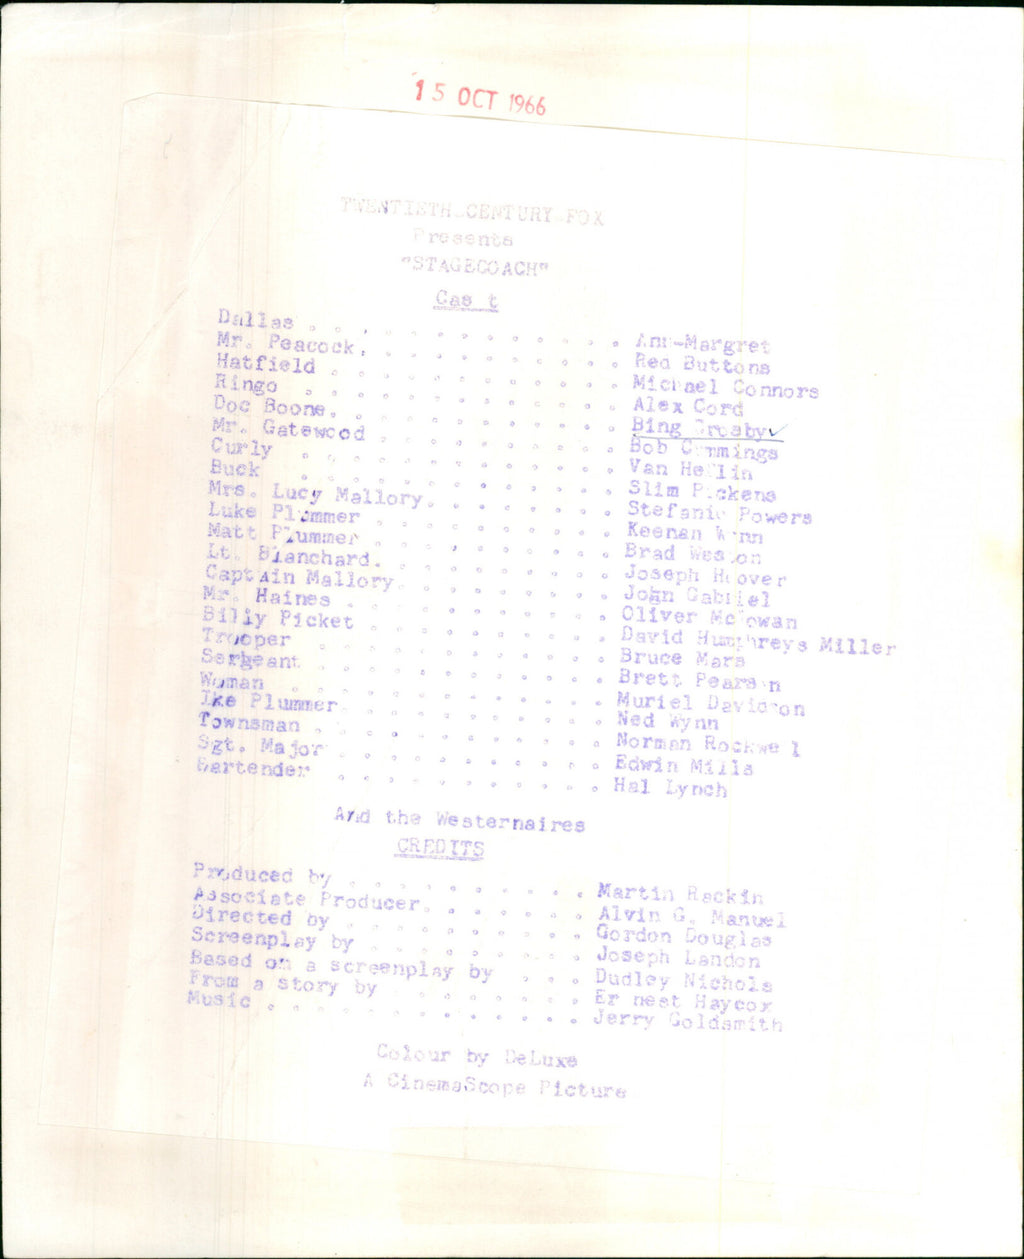 15 OCT 1966
TWENTIETH CENTURY-FOX
Presents
"STAGECOACH"
Cas t
Dallas . . . . . . . . . . . . . Ann-Margret
Mr. Peacock. . . . . . . . . . . . Red Buttons
Hatfield . . . . . . . . . . . . Michael Connors
Ringo . . . . . . . . . . . . . Alex Cord
Doc Boone. . . . . . . . . . . . Bing Crosby ✓
Mr. Gatewood . . . . . . . . . . . Bob Cummings
Curly . . . . . . . . . . . . . Van Heflin
Buck . . . . . . . . . . . . . Slim Pickens
Mrs. Lucy Mallory. . . . . . . . . Stefanie Powers
Luke Plummer . . . . . . . . . . . Keenan Wynn
Matt Plummer . . . . . . . . . . . Brad Weston
Lt. Blanchard. . . . . . . . . . . Joseph Hoover
Captain Mallory. . . . . . . . . . John Gabriel
Mr. Haines . . . . . . . . . . . Oliver McGowan
Billy Picket . . . . . . . . . . . David Humphreys Miller
Trooper . . . . . . . . . . . . Bruce Mars
Sergeant . . . . . . . . . . . . Brett Pearson
Woman . . . . . . . . . . . . . Muriel Davidson
Ike Plummer. . . . . . . . . . . . Ned Wynn
Townsman . . . . . . . . . . . . Norman Rockwell
Sgt. Major . . . . . . . . . . . Edwin Mills
Bartender . . . . . . . . . . . Hal Lynch
And the Westernaires
CREDITS
Produced by . . . . . . . . . . Martin Rackin
Associate Producer. . . . . . . . Alvin G. Manuel
Directed by . . . . . . . . . . Gordon Douglas
Screenplay by . . . . . . . . . Joseph Landon
Based on a screenplay by . . . . Dudley Nichols
From a story by . . . . . . . . Er nest Haycox
Music . . . . . . . . . . . . . Jerry Goldsmith
Colour by DeLuxe
A CinemaScope Picture